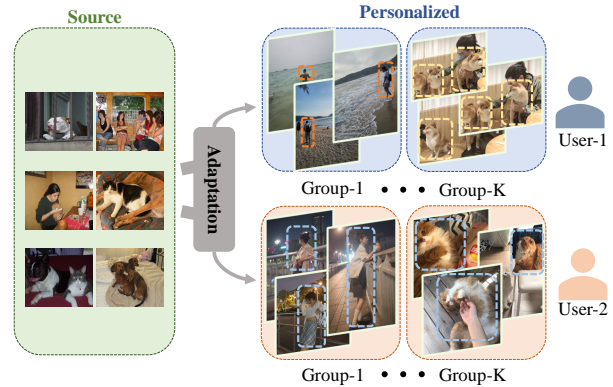 Source
Personalized
Adaptation
User-1
Group-1 • • • Group-K
User-2
Group-1 • • • Group-K